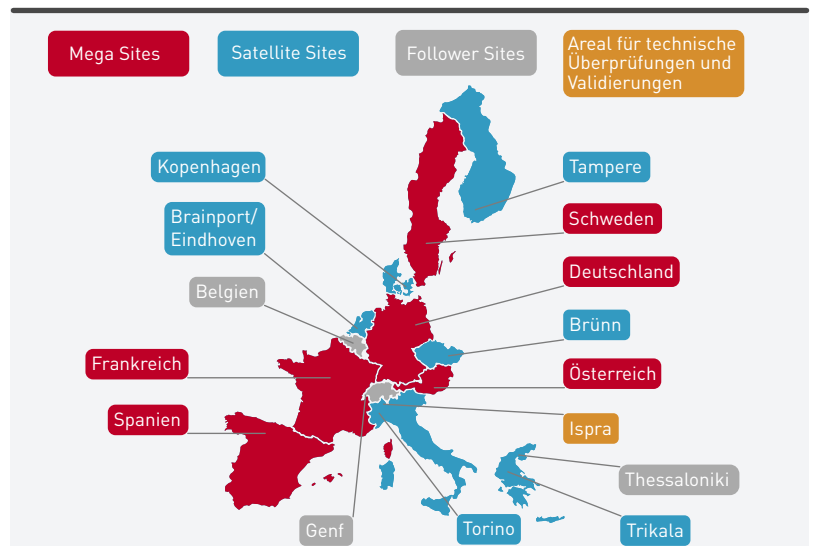 Mega Sites
Satellite Sites
Follower Sites
Areal für technische
Überprüfungen und
Validierungen
Kopenhagen
Tampere
Brainport/
Eindhoven
Schweden
Belgien
Deutschland
Brünn
Frankreich
Österreich
Spanien
Ispra
Thessaloniki
Genf
Torino
Trikala